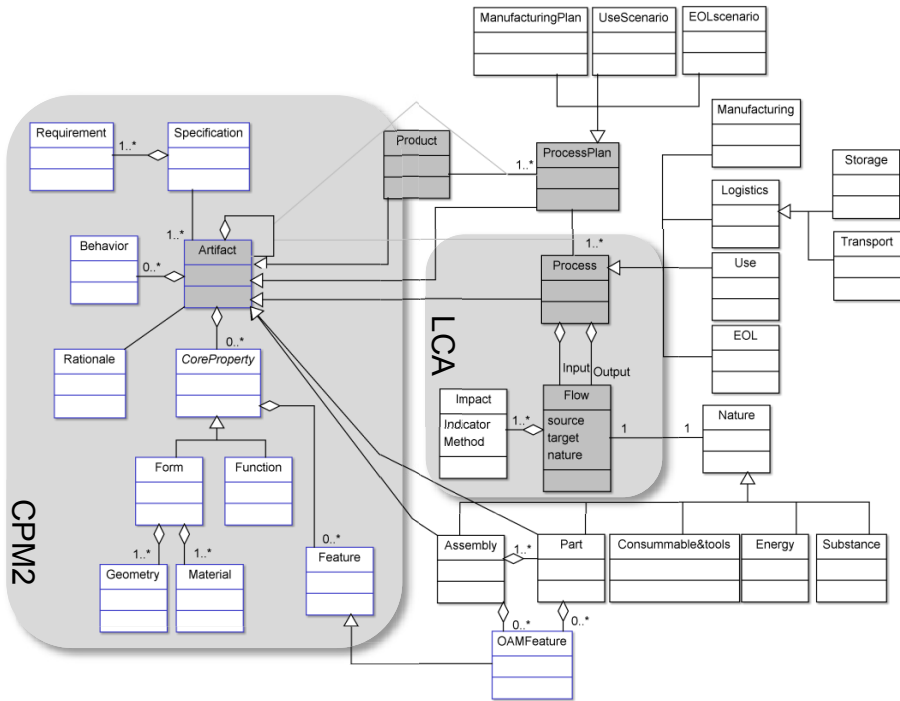 ManufacturingPlan
UseScenario
EOLscenario
Manufacturing
Requirement
Specification
Product
ProcessPlan
Storage
1..*
1..*
Logistics
Behavior
1..*
Artifact
1..*
Transport
0..*
Process
Use
LCA
EOL
Rationale
0..*
CoreProperty
Input
Output
Impact
Indicator
Method
1..*
Flow
source
target
nature
1
1
Nature
Form
Function
CPM2
1..*
1..*
0..*
Geometry
Material
Feature
Assembly
1..*
Part
Consummable&tools
Energy
Substance
0..*
0..*
OAMFeature